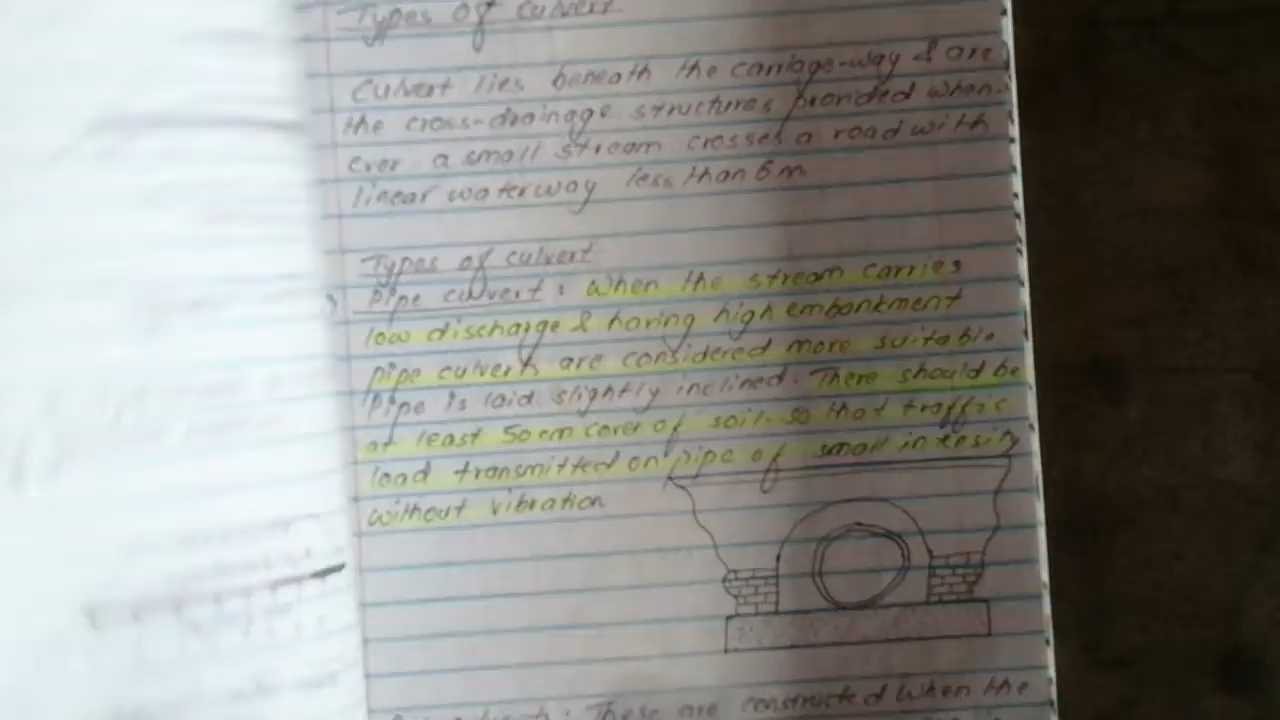 Types of culvert
Culvert lies beneath the carriage-way & are
the cross-drainage structures provided when-
ever a small stream crosses a road with
linear waterway less than 6m
Types of culvert
Pipe culvert: When the stream carries
low discharge & having high embankment
pipe culverts are considered more suitable
Pipe is laid slightly inclined. There should be
at least 50cm cover of soil. so that traffic
load transmitted on pipe of small intesity
without vibration
: These are constructed when the